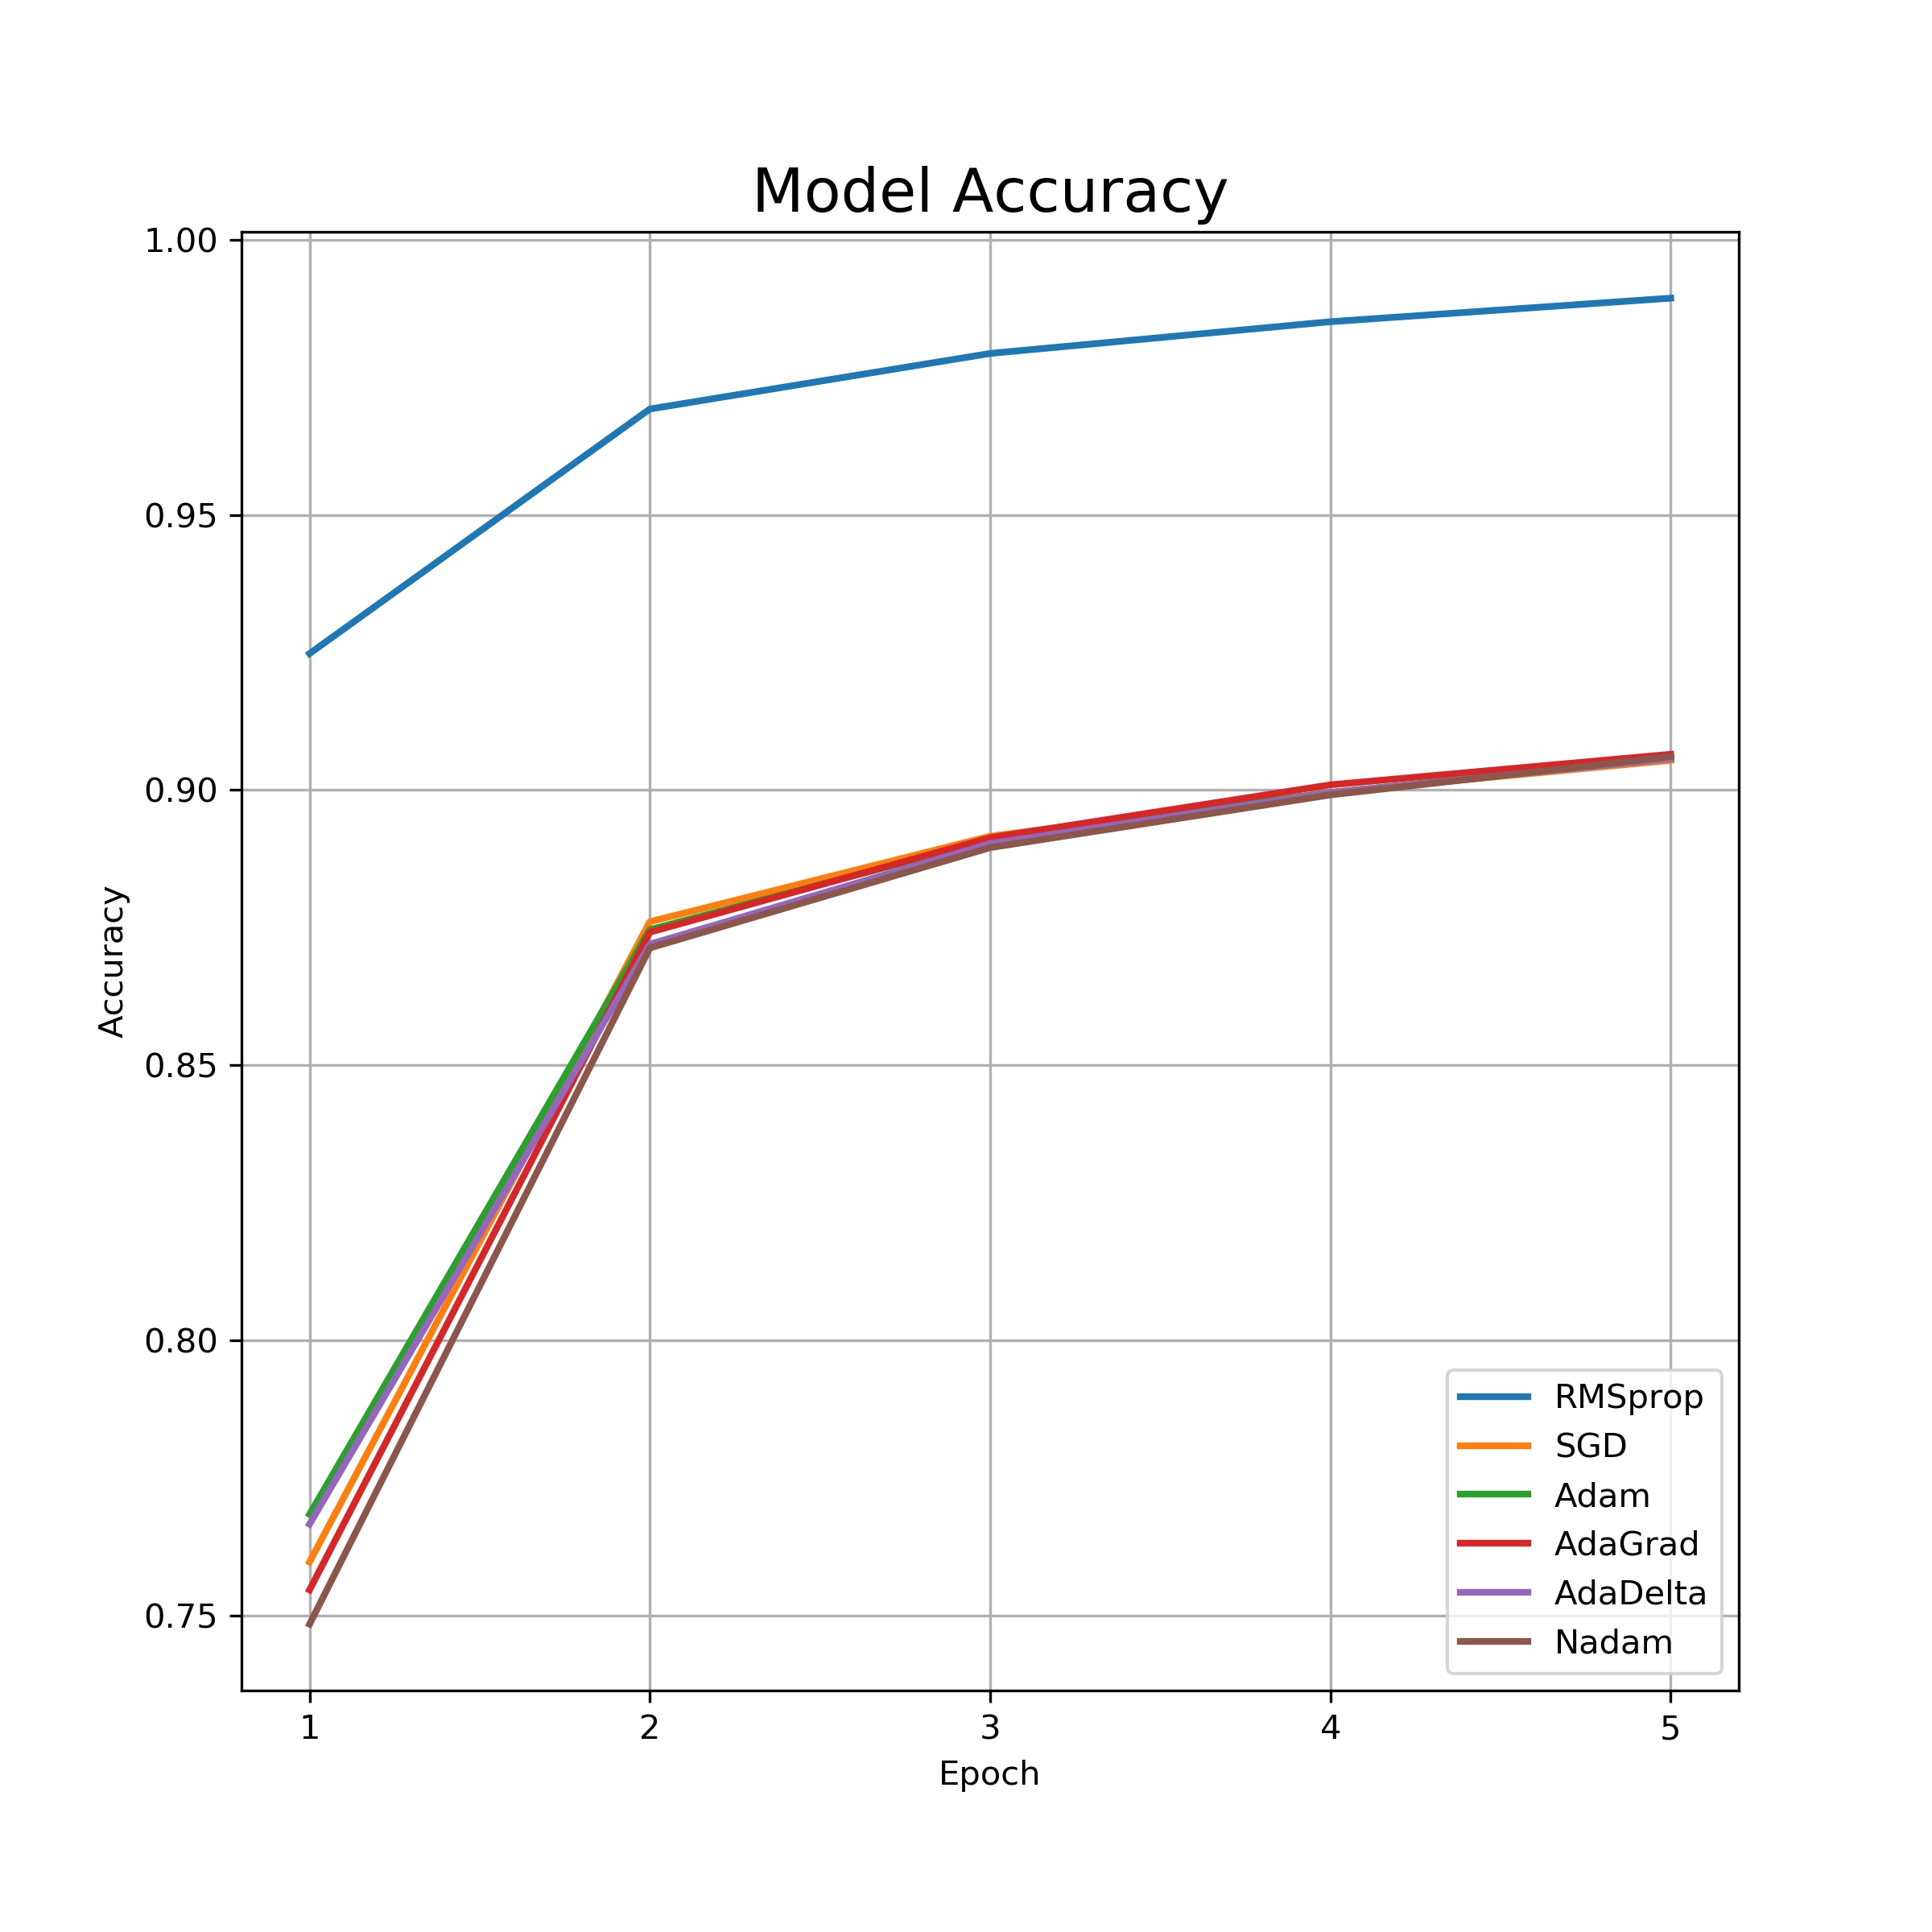 Model Accuracy
1.00
0.95
0.90
0.85
0.80
0.75
Accuracy
1 2 3 4 5
Epoch
RMSprop
SGD
Adam
AdaGrad
AdaDelta
Nadam